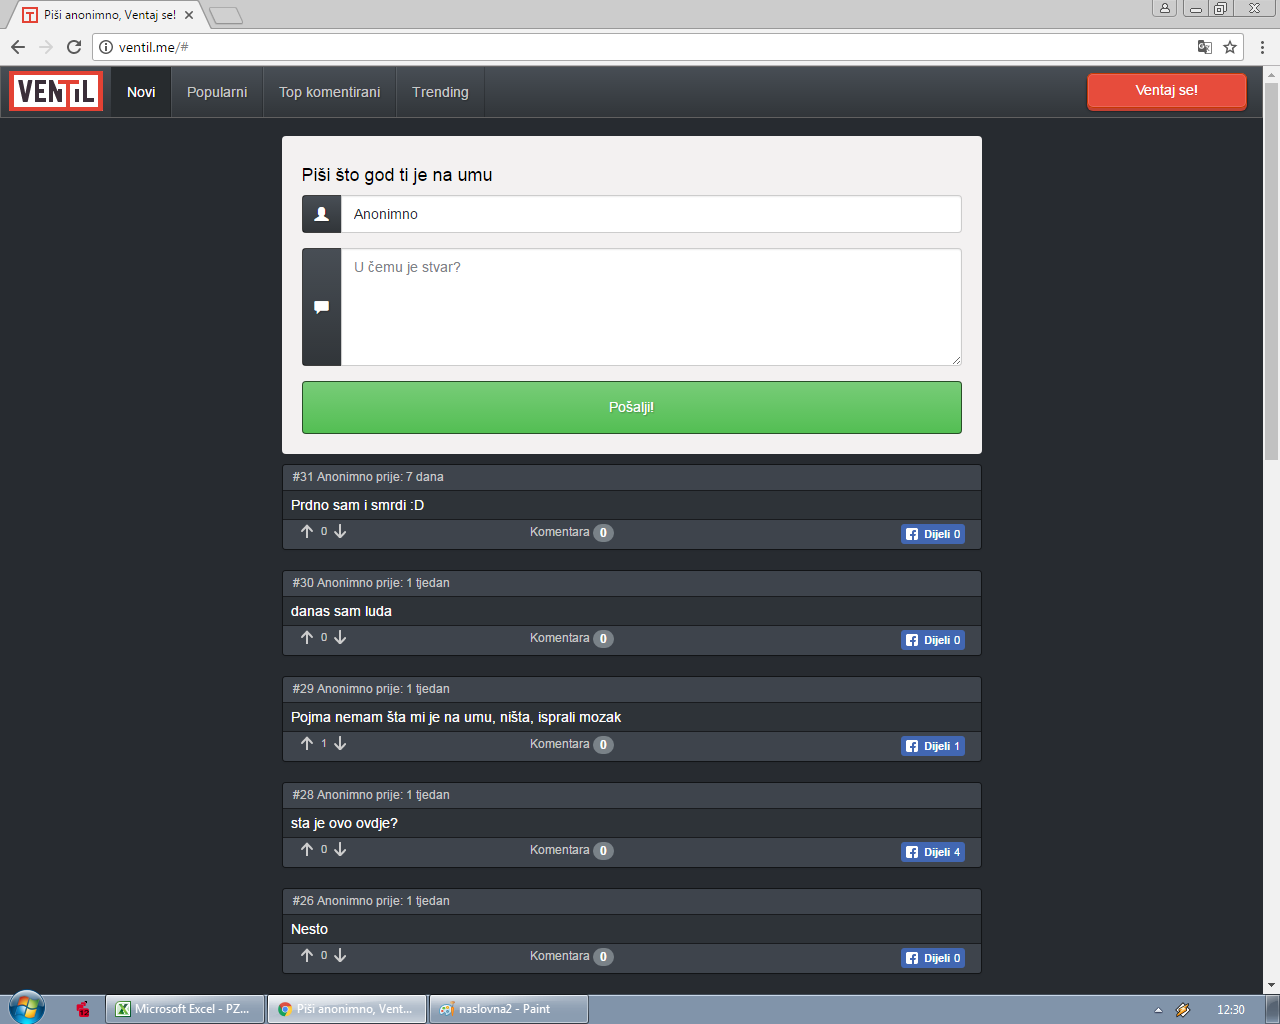 Piši anonimno, Ventaj se!
ventil.me/#
VENTIL
Novi
Popularni
Top komentirani
Trending
Ventaj se!
Piši što god ti je na umu
Anonimno
U čemu je stvar?
Pošalji!
#31 Anonimno prije: 7 dana
Prdno sam i smrdi :D
0
Komentara 0
Dijeli 0
#30 Anonimno prije: 1 tjedan
danas sam luda
0
Komentara 0
Dijeli 0
#29 Anonimno prije: 1 tjedan
Pojma nemam šta mi je na umu, ništa, isprali mozak
1
Komentara 0
Dijeli 1
#28 Anonimno prije: 1 tjedan
sta je ovo ovdje?
0
Komentara 0
Dijeli 4
#26 Anonimno prije: 1 tjedan
Nesto
0
Komentara 0
Dijeli 0
12
Microsoft Excel - PZ...
Piši anonimno, Vent...
naslovna2 - Paint
12:30